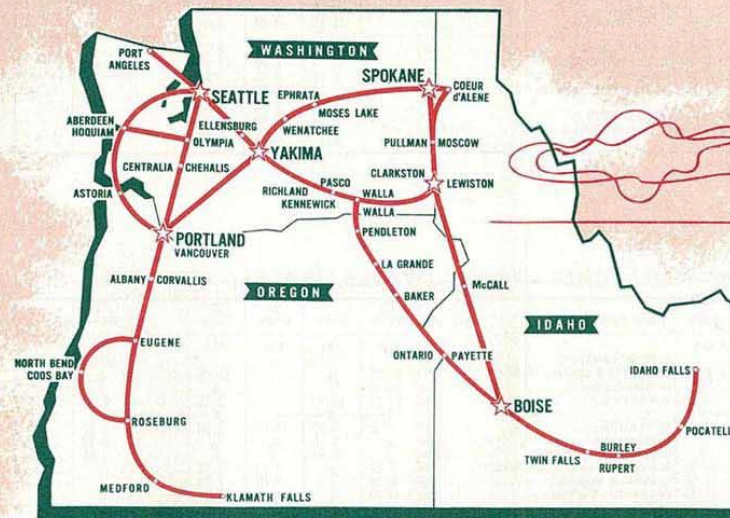 PORT
ANGELES
WASHINGTON
SEATTLE
SPOKANE
COEUR
d'ALENE
EPHRATA
MOSES LAKE
WENATCHEE
ABERDEEN
HOQUIAM
ELLENSBURG
OLYMPIA
YAKIMA
PULLMAN
MOSCOW
CENTRALIA
CHEHALIS
CLARKSTON
LEWISTON
PASCO
RICHLAND
KENNEWICK
WALLA
WALLA
ASTORIA
PORTLAND
VANCOUVER
PENDLETON
LA GRANDE
BAKER
McCALL
ALBANY
CORVALLIS
OREGON
IDAHO
EUGENE
NORTH BEND
COOS BAY
ONTARIO
PAYETTE
IDAHO FALLS
BOISE
ROSEBURG
POCATELL
TWIN FALLS
BURLEY
RUPERT
MEDFORD
KLAMATH FALLS